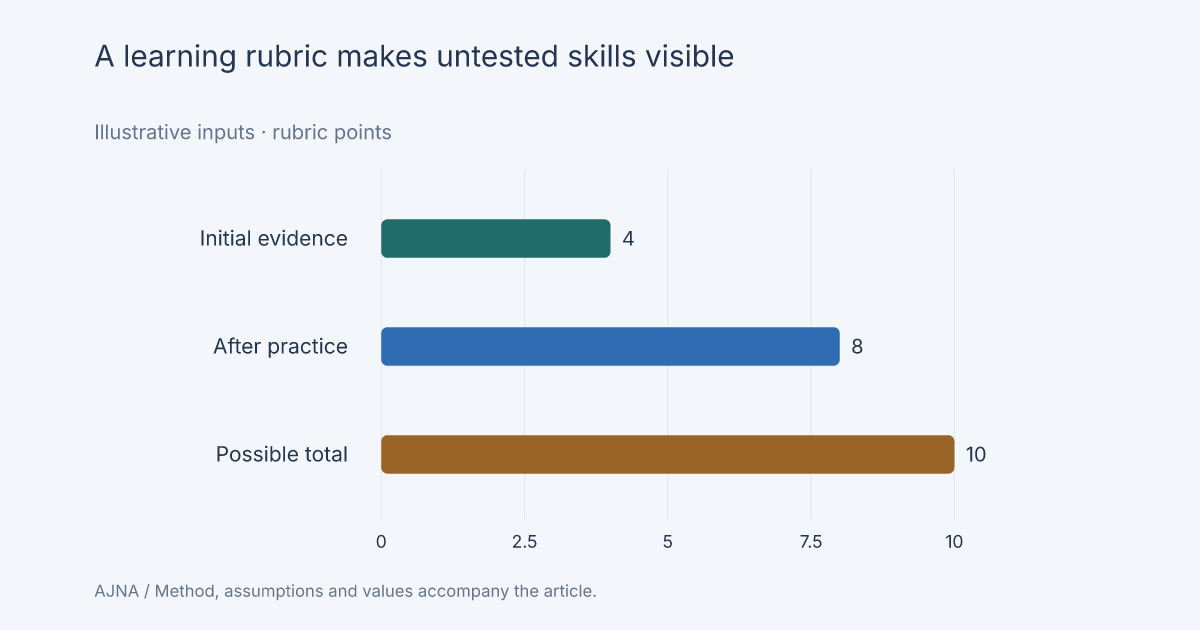 A learning rubric makes untested skills visible
Illustrative inputs · rubric points
Initial evidence 4
After practice 8
Possible total 10
0 2.5 5 7.5 10
AJNA / Method, assumptions and values accompany the article.